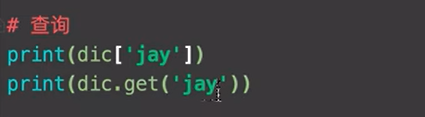 # 查询
print(dic['jay'])
print(dic.get('jay'))